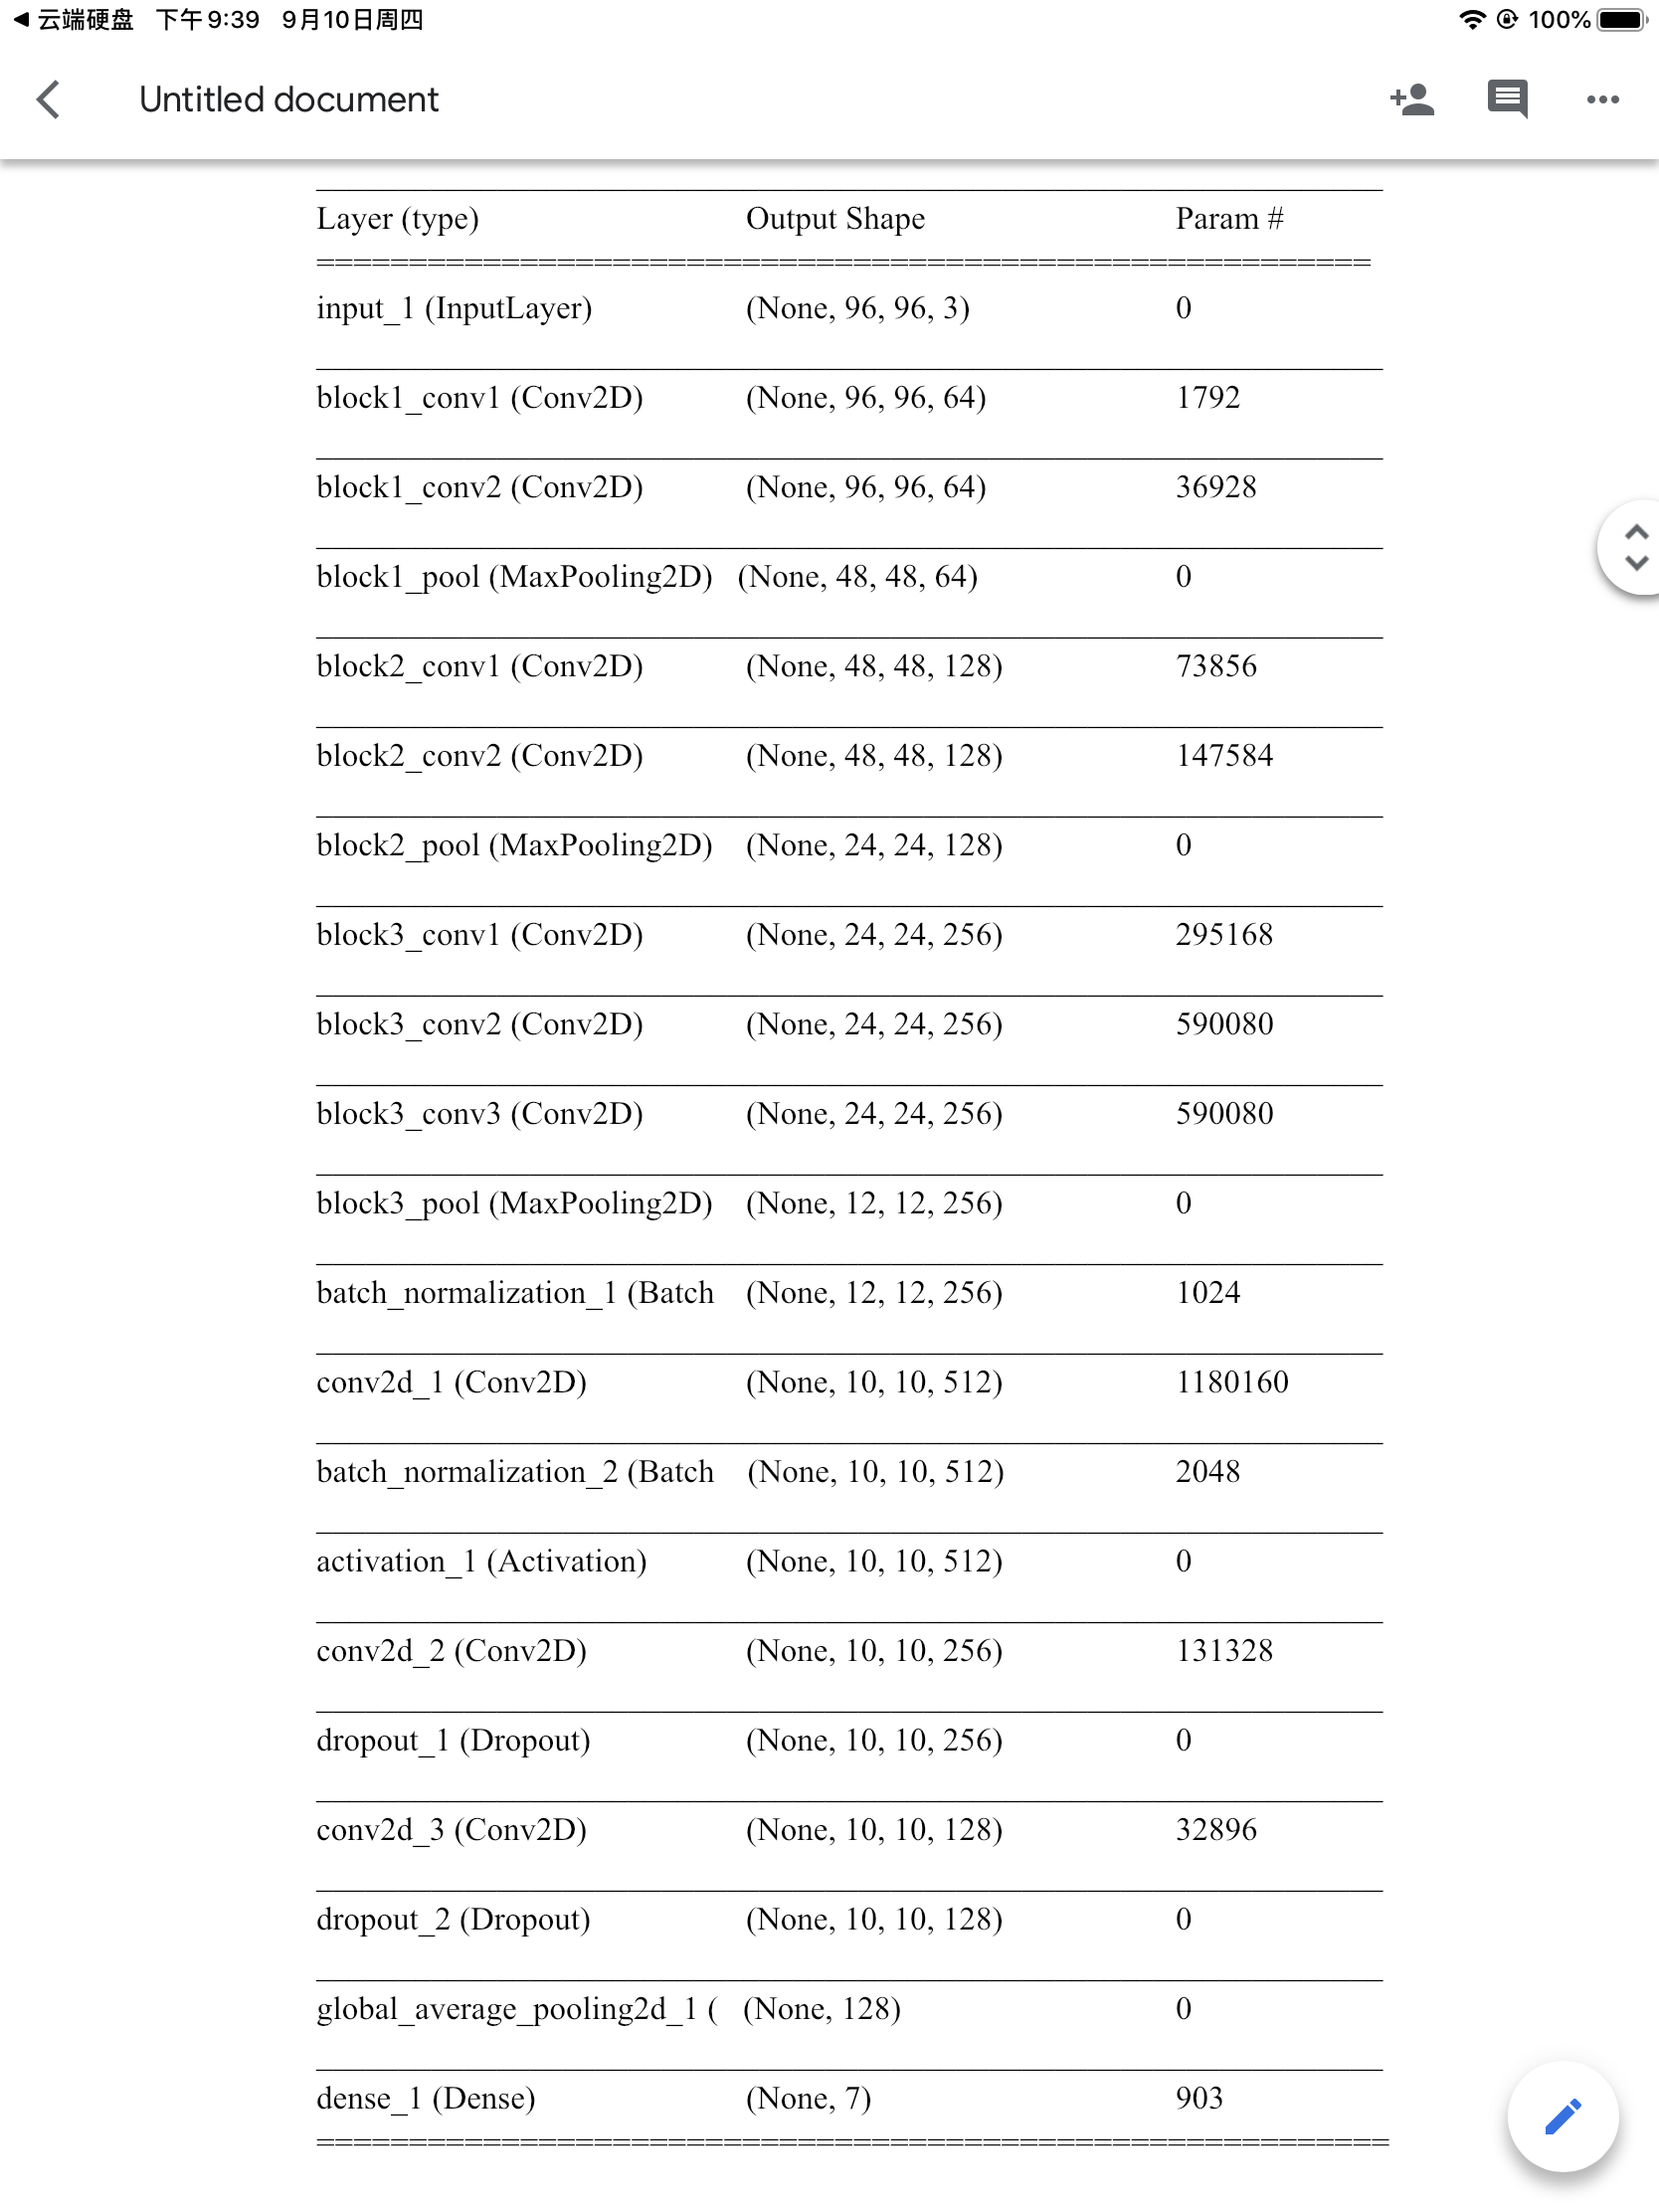 云端硬盘 下午9:39 9月10日周四 100%
Untitled document
Layer (type) Output Shape Param #
=================================================================
input_1 (InputLayer) (None, 96, 96, 3) 0
block1_conv1 (Conv2D) (None, 96, 96, 64) 1792
block1_conv2 (Conv2D) (None, 96, 96, 64) 36928
block1_pool (MaxPooling2D) (None, 48, 48, 64) 0
block2_conv1 (Conv2D) (None, 48, 48, 128) 73856
block2_conv2 (Conv2D) (None, 48, 48, 128) 147584
block2_pool (MaxPooling2D) (None, 24, 24, 128) 0
block3_conv1 (Conv2D) (None, 24, 24, 256) 295168
block3_conv2 (Conv2D) (None, 24, 24, 256) 590080
block3_conv3 (Conv2D) (None, 24, 24, 256) 590080
block3_pool (MaxPooling2D) (None, 12, 12, 256) 0
batch_normalization_1 (Batch (None, 12, 12, 256) 1024
conv2d_1 (Conv2D) (None, 10, 10, 512) 1180160
batch_normalization_2 (Batch (None, 10, 10, 512) 2048
activation_1 (Activation) (None, 10, 10, 512) 0
conv2d_2 (Conv2D) (None, 10, 10, 256) 131328
dropout_1 (Dropout) (None, 10, 10, 256) 0
conv2d_3 (Conv2D) (None, 10, 10, 128) 32896
dropout_2 (Dropout) (None, 10, 10, 128) 0
global_average_pooling2d_1 ( (None, 128) 0
dense_1 (Dense) (None, 7) 903
=================================================================